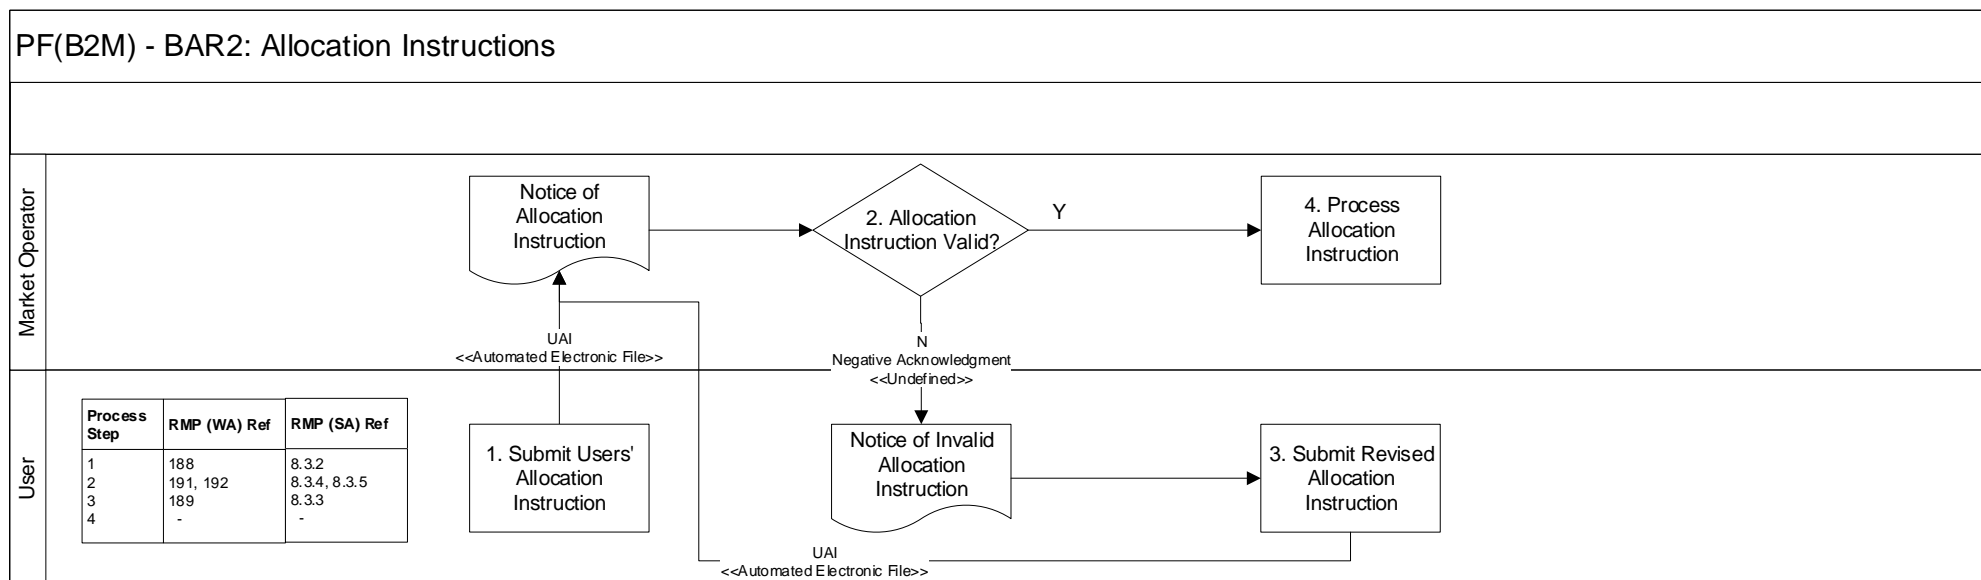 PF(B2M) - BAR2: Allocation Instructions
Market Operator
Notice of
Allocation
Instruction
2. Allocation
Instruction Valid?
Y
4. Process
Allocation
Instruction
UAI
<<Automated Electronic File>>
N
Negative Acknowledgment
<<Undefined>>
User
Process Step RMP (WA) Ref RMP (SA) Ref
1 188 8.3.2
2 191, 192 8.3.4, 8.3.5
3 189 8.3.3
4 - -
1. Submit Users'
Allocation
Instruction
Notice of Invalid
Allocation
Instruction
3. Submit Revised
Allocation
Instruction
UAI
<<Automated Electronic File>>